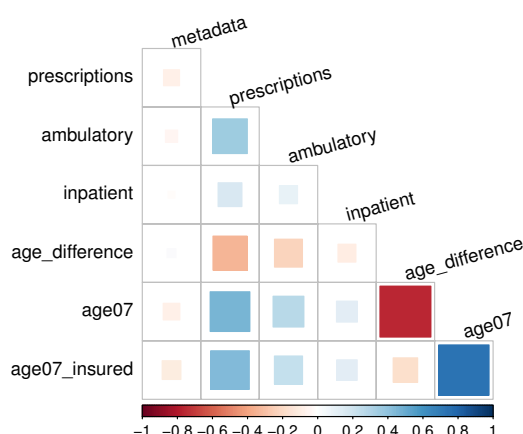 metadata
prescriptions
prescriptions
ambulatory
ambulatory
inpatient
inpatient
age_difference
age_difference
age07
age07
age07_insured
−1 −0.8 −0.6 −0.4 −0.2 0 0.2 0.4 0.6 0.8 1